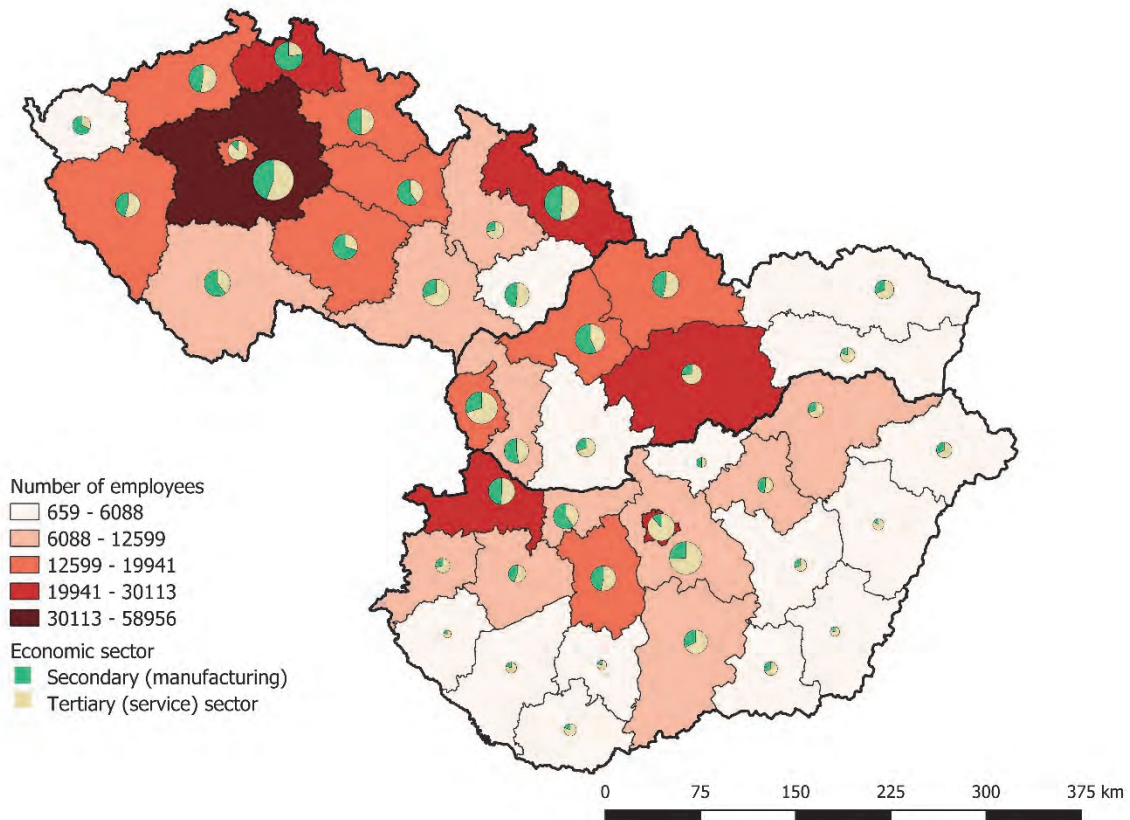 Number of employees
659 - 6088
6088 - 12599
12599 - 19941
19941 - 30113
30113 - 58956
Economic sector
Secondary (manufacturing)
Tertiary (service) sector
0 75 150 225 300 375 km